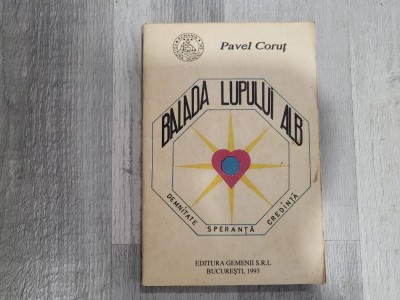 Pavel Coruț
BALADA LUPULUI ALB
DEMNITATE
SPERANȚĂ
CREDINȚĂ
EDITURA GEMENII S.R.L.
BUCUREȘTI, 1993